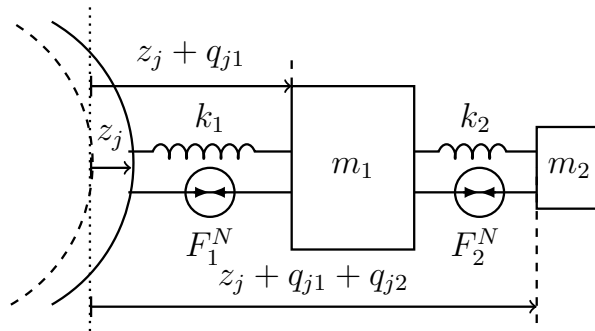 z_j + q_{j1}
z_j k_1 k_2
m_1 m_2
F_1^N F_2^N
z_j + q_{j1} + q_{j2}